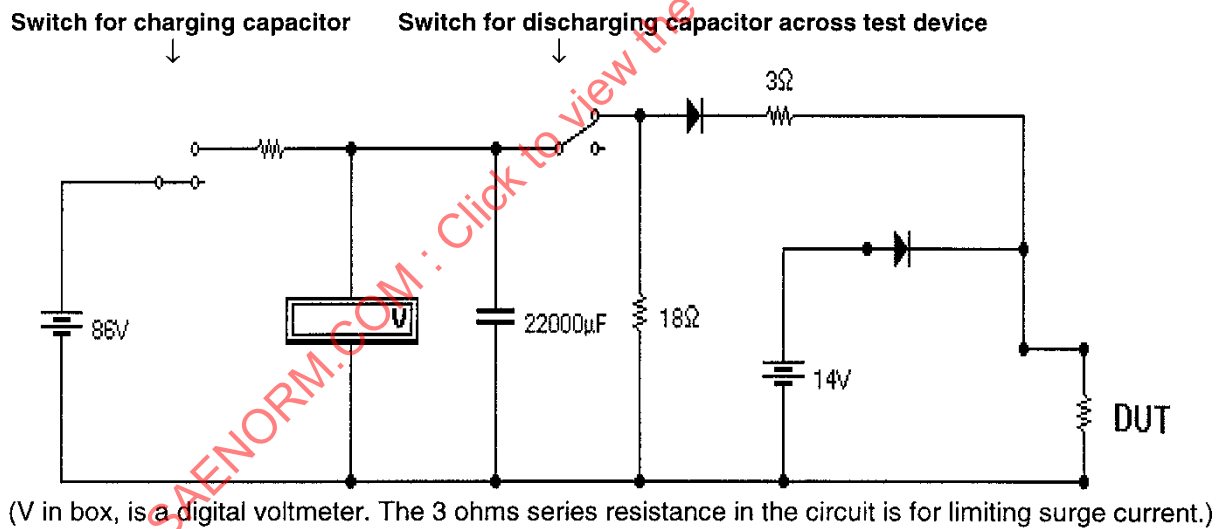 Switch for charging capacitor
Switch for discharging capacitor across test device
3Ω
86V
V
22000µF
18Ω
14V
DUT
SAENORM.COM : Click to view the
(V in box, is a digital voltmeter. The 3 ohms series resistance in the circuit is for limiting surge current.)